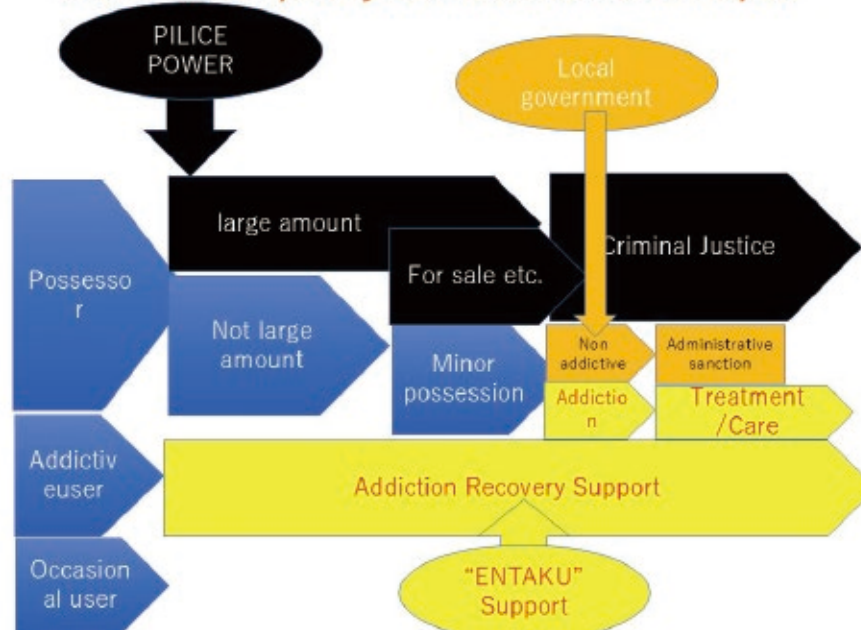 PILICE
POWER
Local
government
large amount
Criminal Justice
For sale etc.
Possesso
r
Not large
amount
Minor
possession
Non
addictive
Administrative
sanction
Addictio
n
Treatment
/Care
Addictiv
euser
Addiction Recovery Support
Occasion
al user
"ENTAKU"
Support